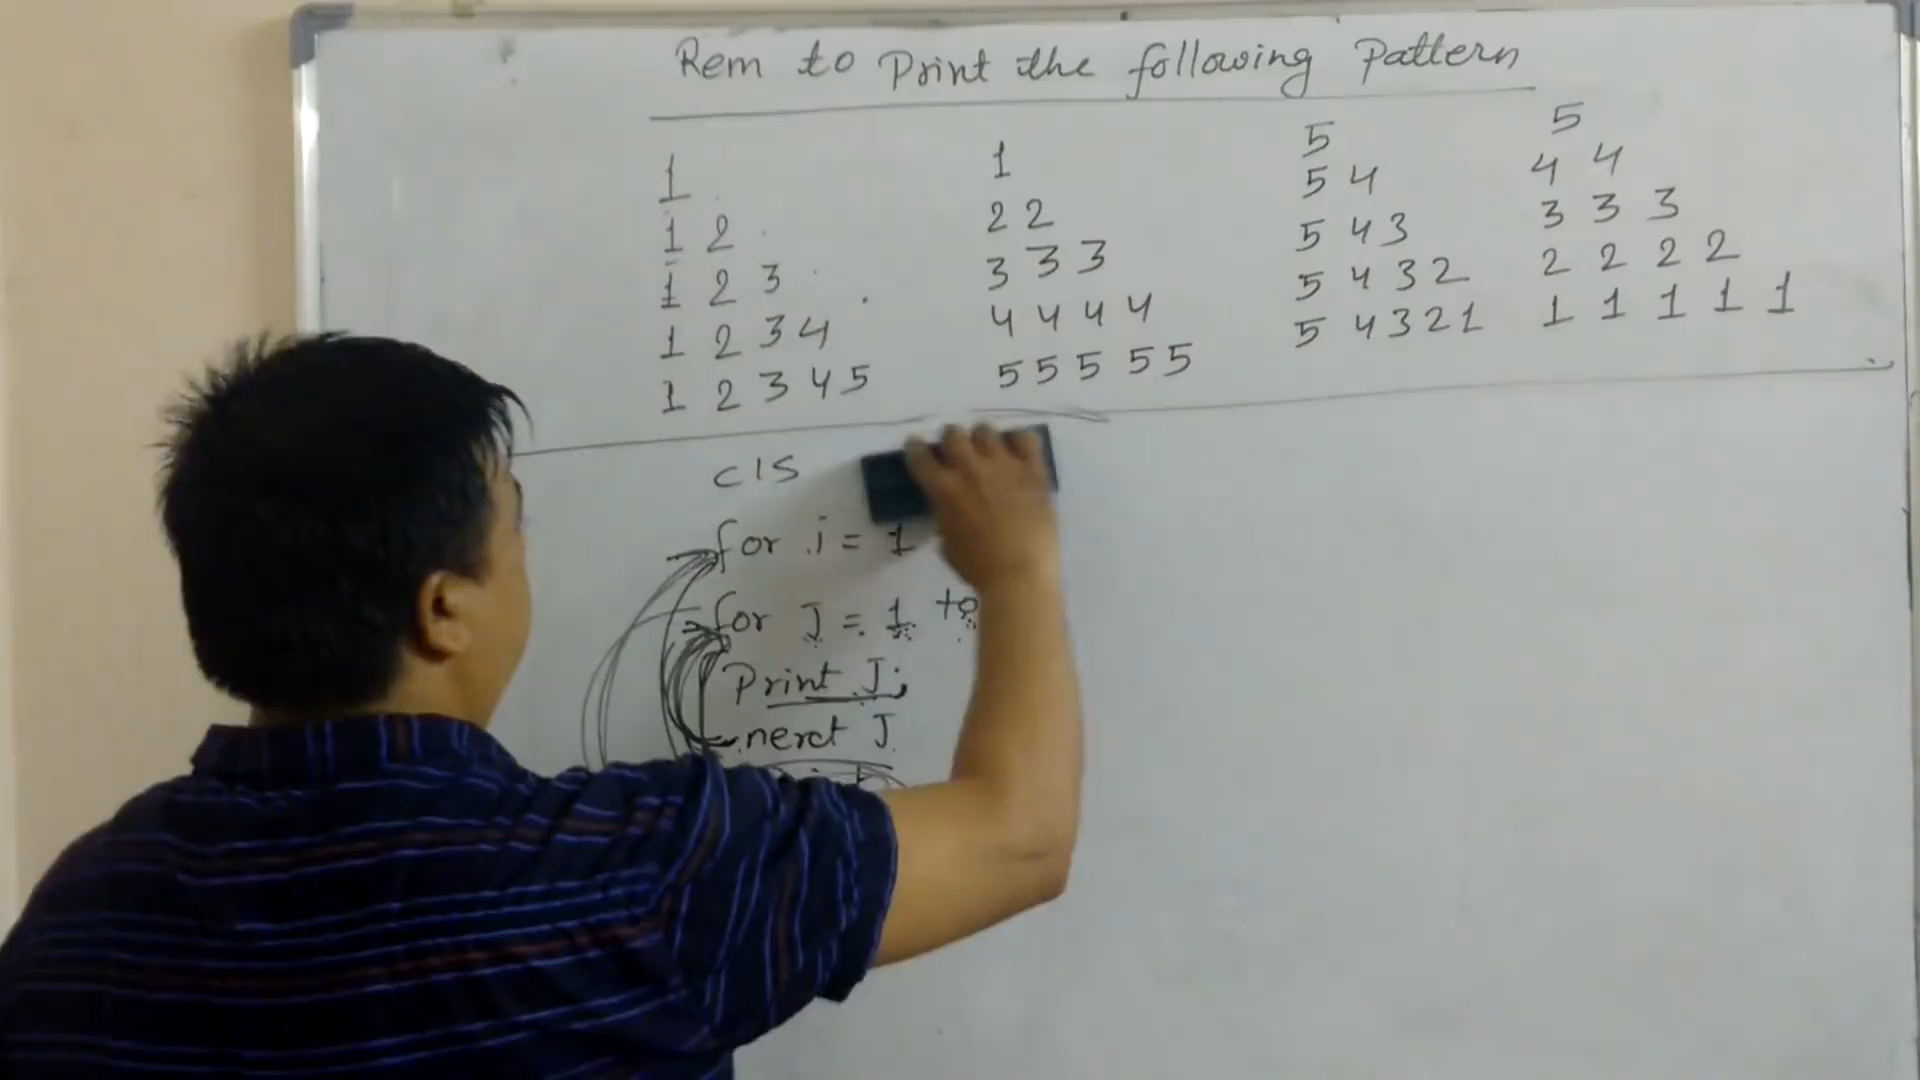 Rem to Print the following Pattern
1
1 2
1 2 3
1 2 3 4
1 2 3 4 5
1
2 2
3 3 3
4 4 4 4
5 5 5 5 5
5
5 4
5 4 3
5 4 3 2
5 4 3 2 1
5
4 4
3 3 3
2 2 2 2
1 1 1 1 1
cls
for i = 1
for J = 1 to
Print J;
next J